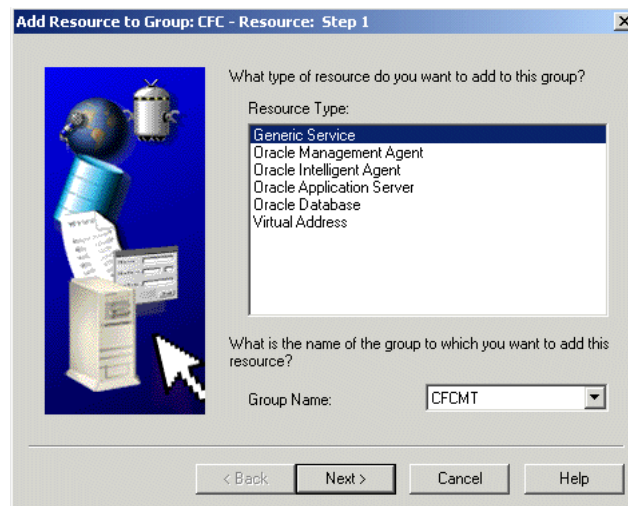 Add Resource to Group: CFC - Resource: Step 1
What type of resource do you want to add to this group?
Resource Type:
Generic Service
Oracle Management Agent
Oracle Intelligent Agent
Oracle Application Server
Oracle Database
Virtual Address
What is the name of the group to which you want to add this
resource?
Group Name:
CFCMT
< Back
Next >
Cancel
Help